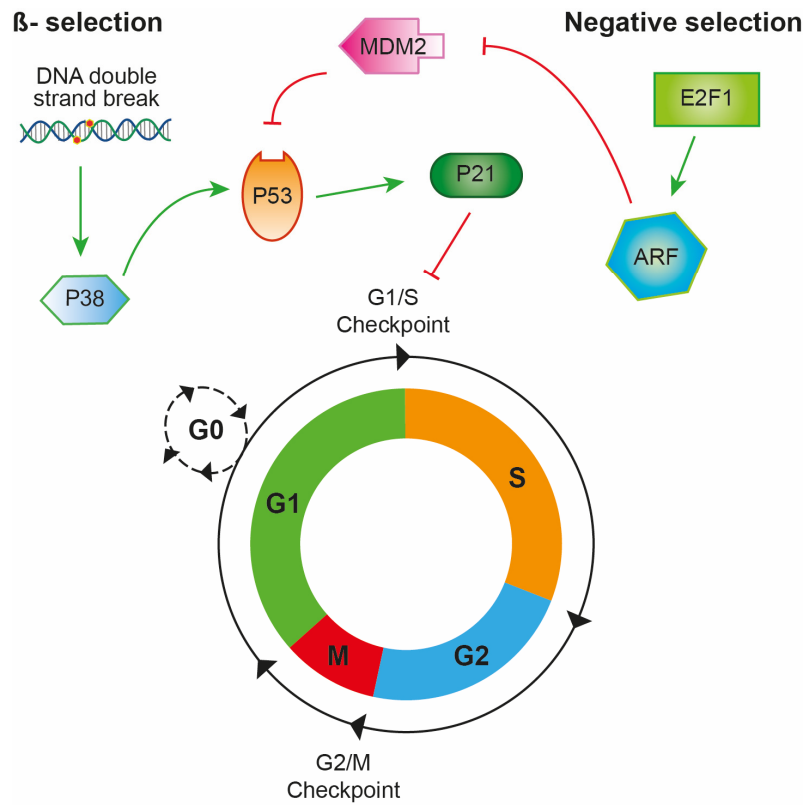 ß- selection
Negative selection
MDM2
DNA double
strand break
E2F1
P53
P21
ARF
P38
G1/S
Checkpoint
G0
G1
S
M
G2
G2/M
Checkpoint